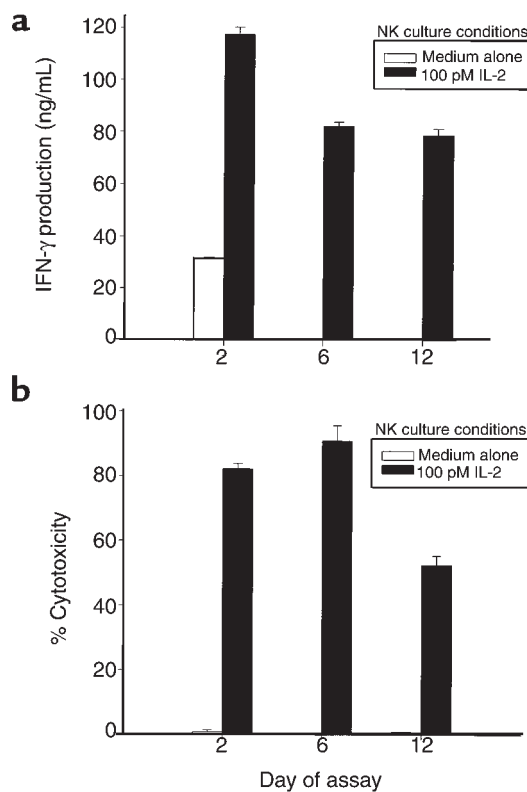 a
NK culture conditions
Medium alone
100 pM IL-2
IFN-γ production (ng/mL)
120
100
80
60
40
20
0
2 6 12
b
NK culture conditions
Medium alone
100 pM IL-2
% Cytotoxicity
100
80
60
40
20
0
2 6 12
Day of assay